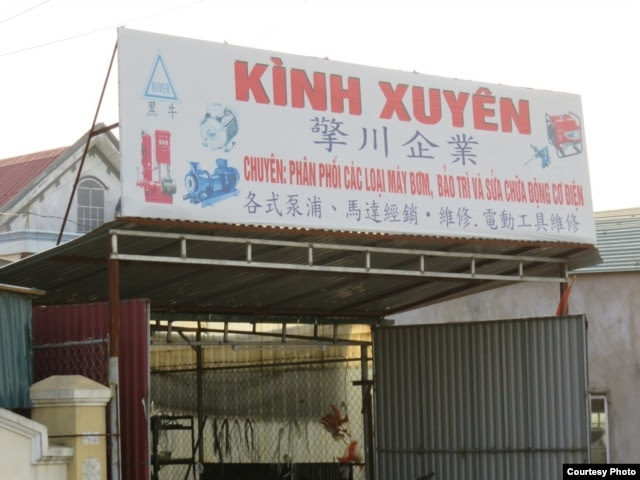 KÌNH XUYÊN
RIVER
黑牛
擎川企業
CHUYÊN: PHÂN PHỐI CÁC LOẠI MÁY BƠM, BẢO TRÌ VÀ SỬA CHỮA ĐỘNG CƠ ĐIỆN
各式泵浦、馬達經銷·維修.電動工具維修
Courtesy Photo